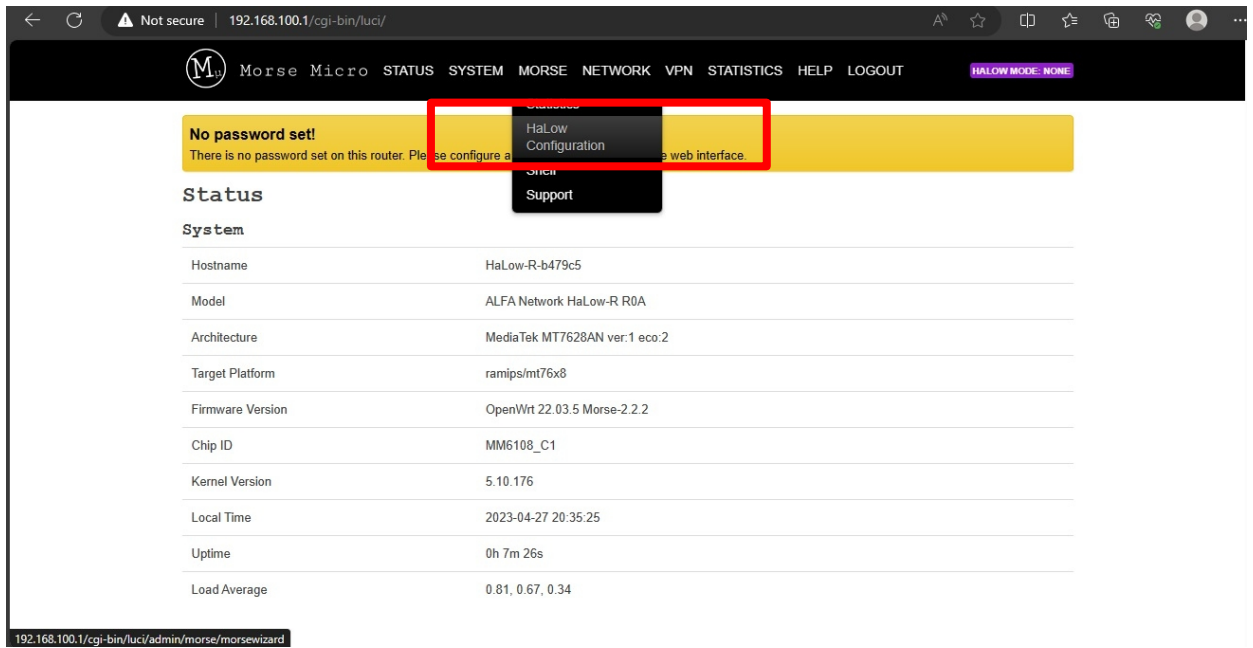 Not secure | 192.168.100.1/cgi-bin/luci/
Mμ Morse Micro STATUS SYSTEM MORSE NETWORK VPN STATISTICS HELP LOGOUT HALOW MODE: NONE
Statistics
HaLow
Configuration
Shell
Support
No password set!
There is no password set on this router. Please configure a e web interface.
Status
System
Hostname HaLow-R-b479c5
Model ALFA Network HaLow-R R0A
Architecture MediaTek MT7628AN ver:1 eco:2
Target Platform ramips/mt76x8
Firmware Version OpenWrt 22.03.5 Morse-2.2.2
Chip ID MM6108_C1
Kernel Version 5.10.176
Local Time 2023-04-27 20:35:25
Uptime 0h 7m 26s
Load Average 0.81, 0.67, 0.34
192.168.100.1/cgi-bin/luci/admin/morse/morsewizard